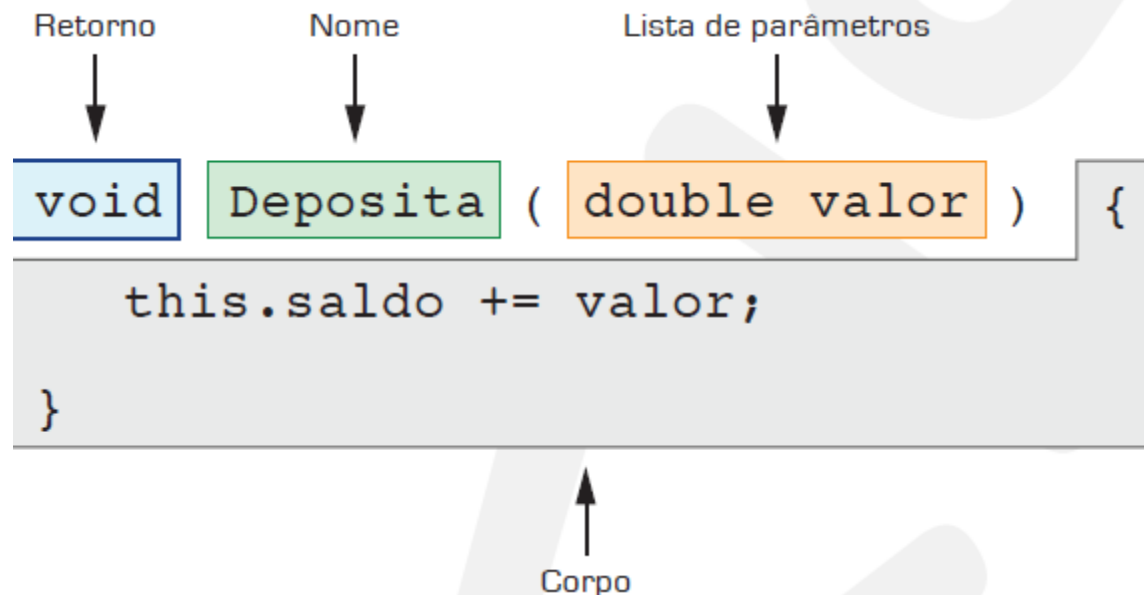 Retorno Nome Lista de parâmetros
void Deposita ( double valor ) {
this.saldo += valor;
}
Corpo